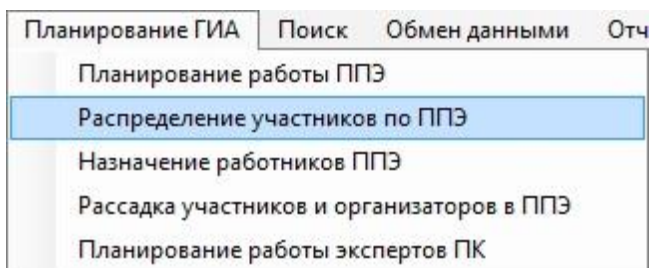 Планирование ГИА Поиск Обмен данными Отч
Планирование работы ППЭ
Распределение участников по ППЭ
Назначение работников ППЭ
Рассадка участников и организаторов в ППЭ
Планирование работы экспертов ПК